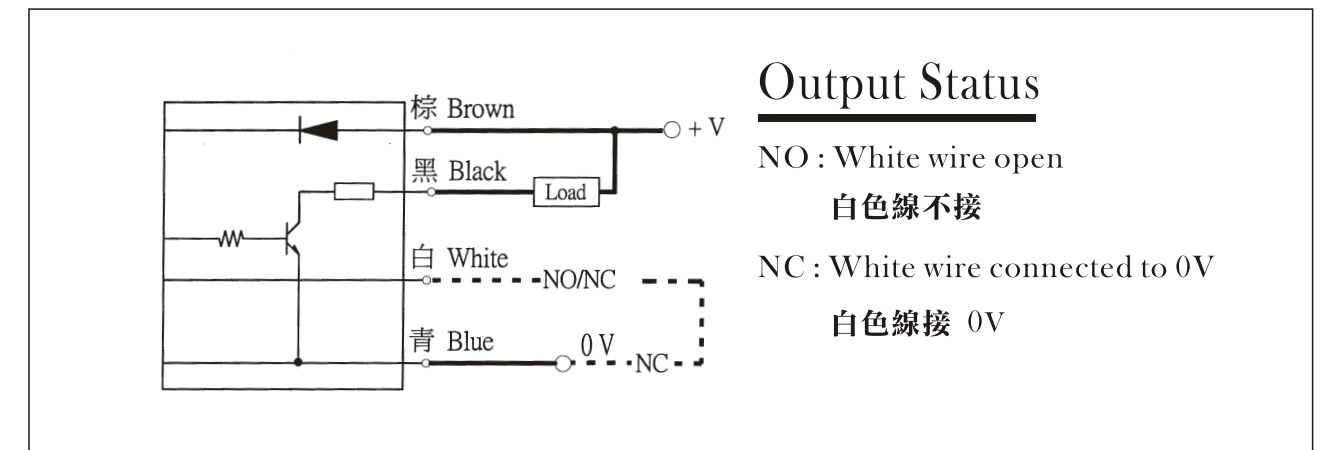 棕 Brown
+ V
黑 Black
Load
白 White
NO/NC
青 Blue
0 V
NC
Output Status
NO : White wire open
白色線不接
NC : White wire connected to 0V
白色線接 0V